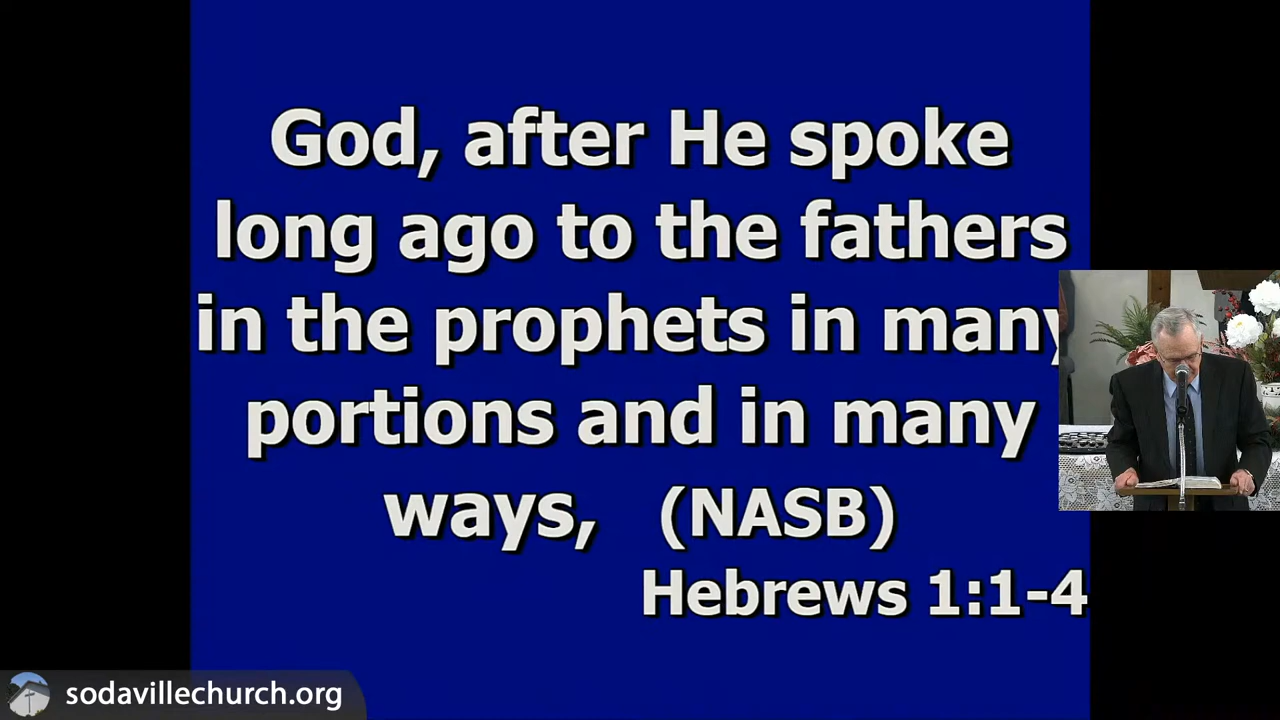 God, after He spoke
long ago to the fathers
in the prophets in many
portions and in many
ways, (NASB)
Hebrews 1:1-4
sodavillechurch.org